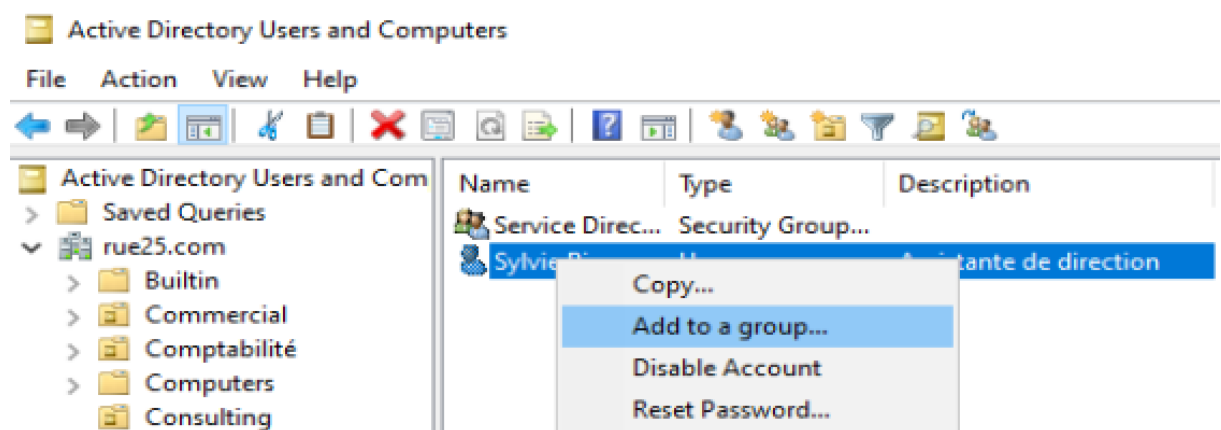 Active Directory Users and Computers
File Action View Help
Active Directory Users and Com
Name Type Description
Saved Queries
Service Direc... Security Group...
rue25.com
Sylvie tante de direction
Builtin
Copy...
Commercial
Add to a group...
Comptabilité
Disable Account
Computers
Reset Password...
Consulting